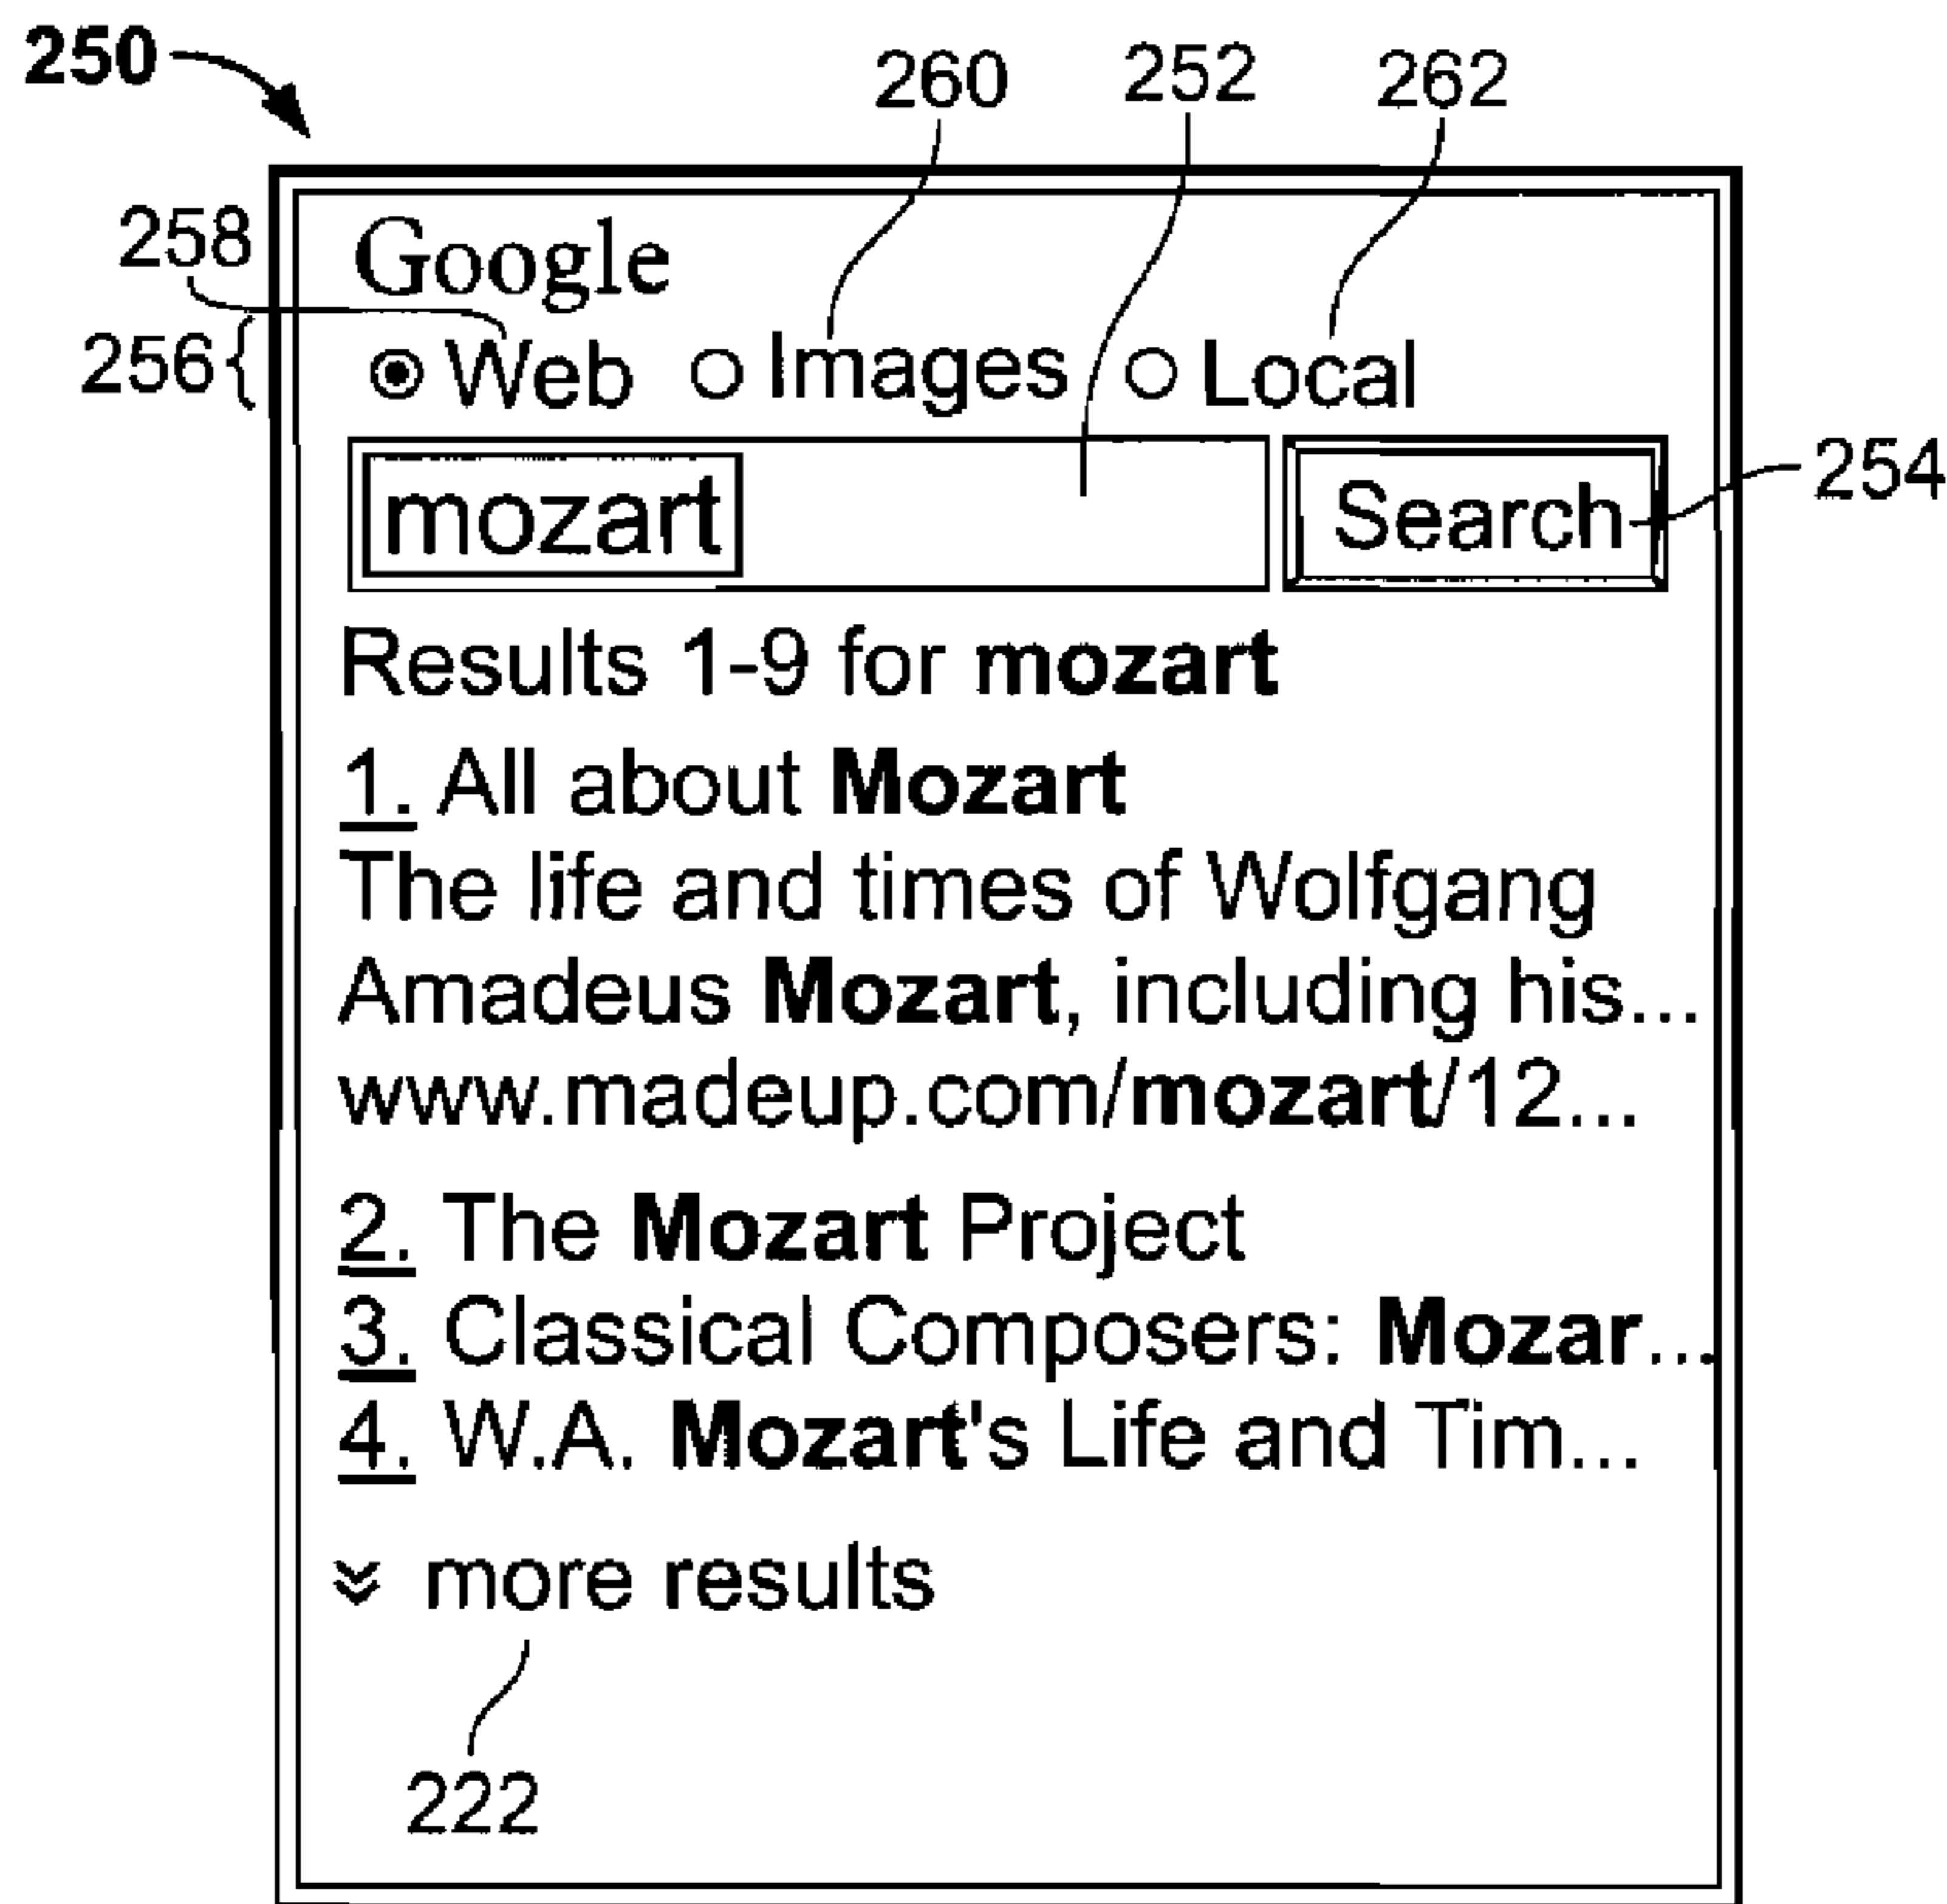 250
260 252 262
258
Google
256
Web Images Local
mozart Search
254
Results 1-9 for mozart
1. All about Mozart
The life and times of Wolfgang
Amadeus Mozart, including his...
www.madeup.com/mozart/12...
2. The Mozart Project
3. Classical Composers: Mozar...
4. W.A. Mozart's Life and Tim...
more results
222